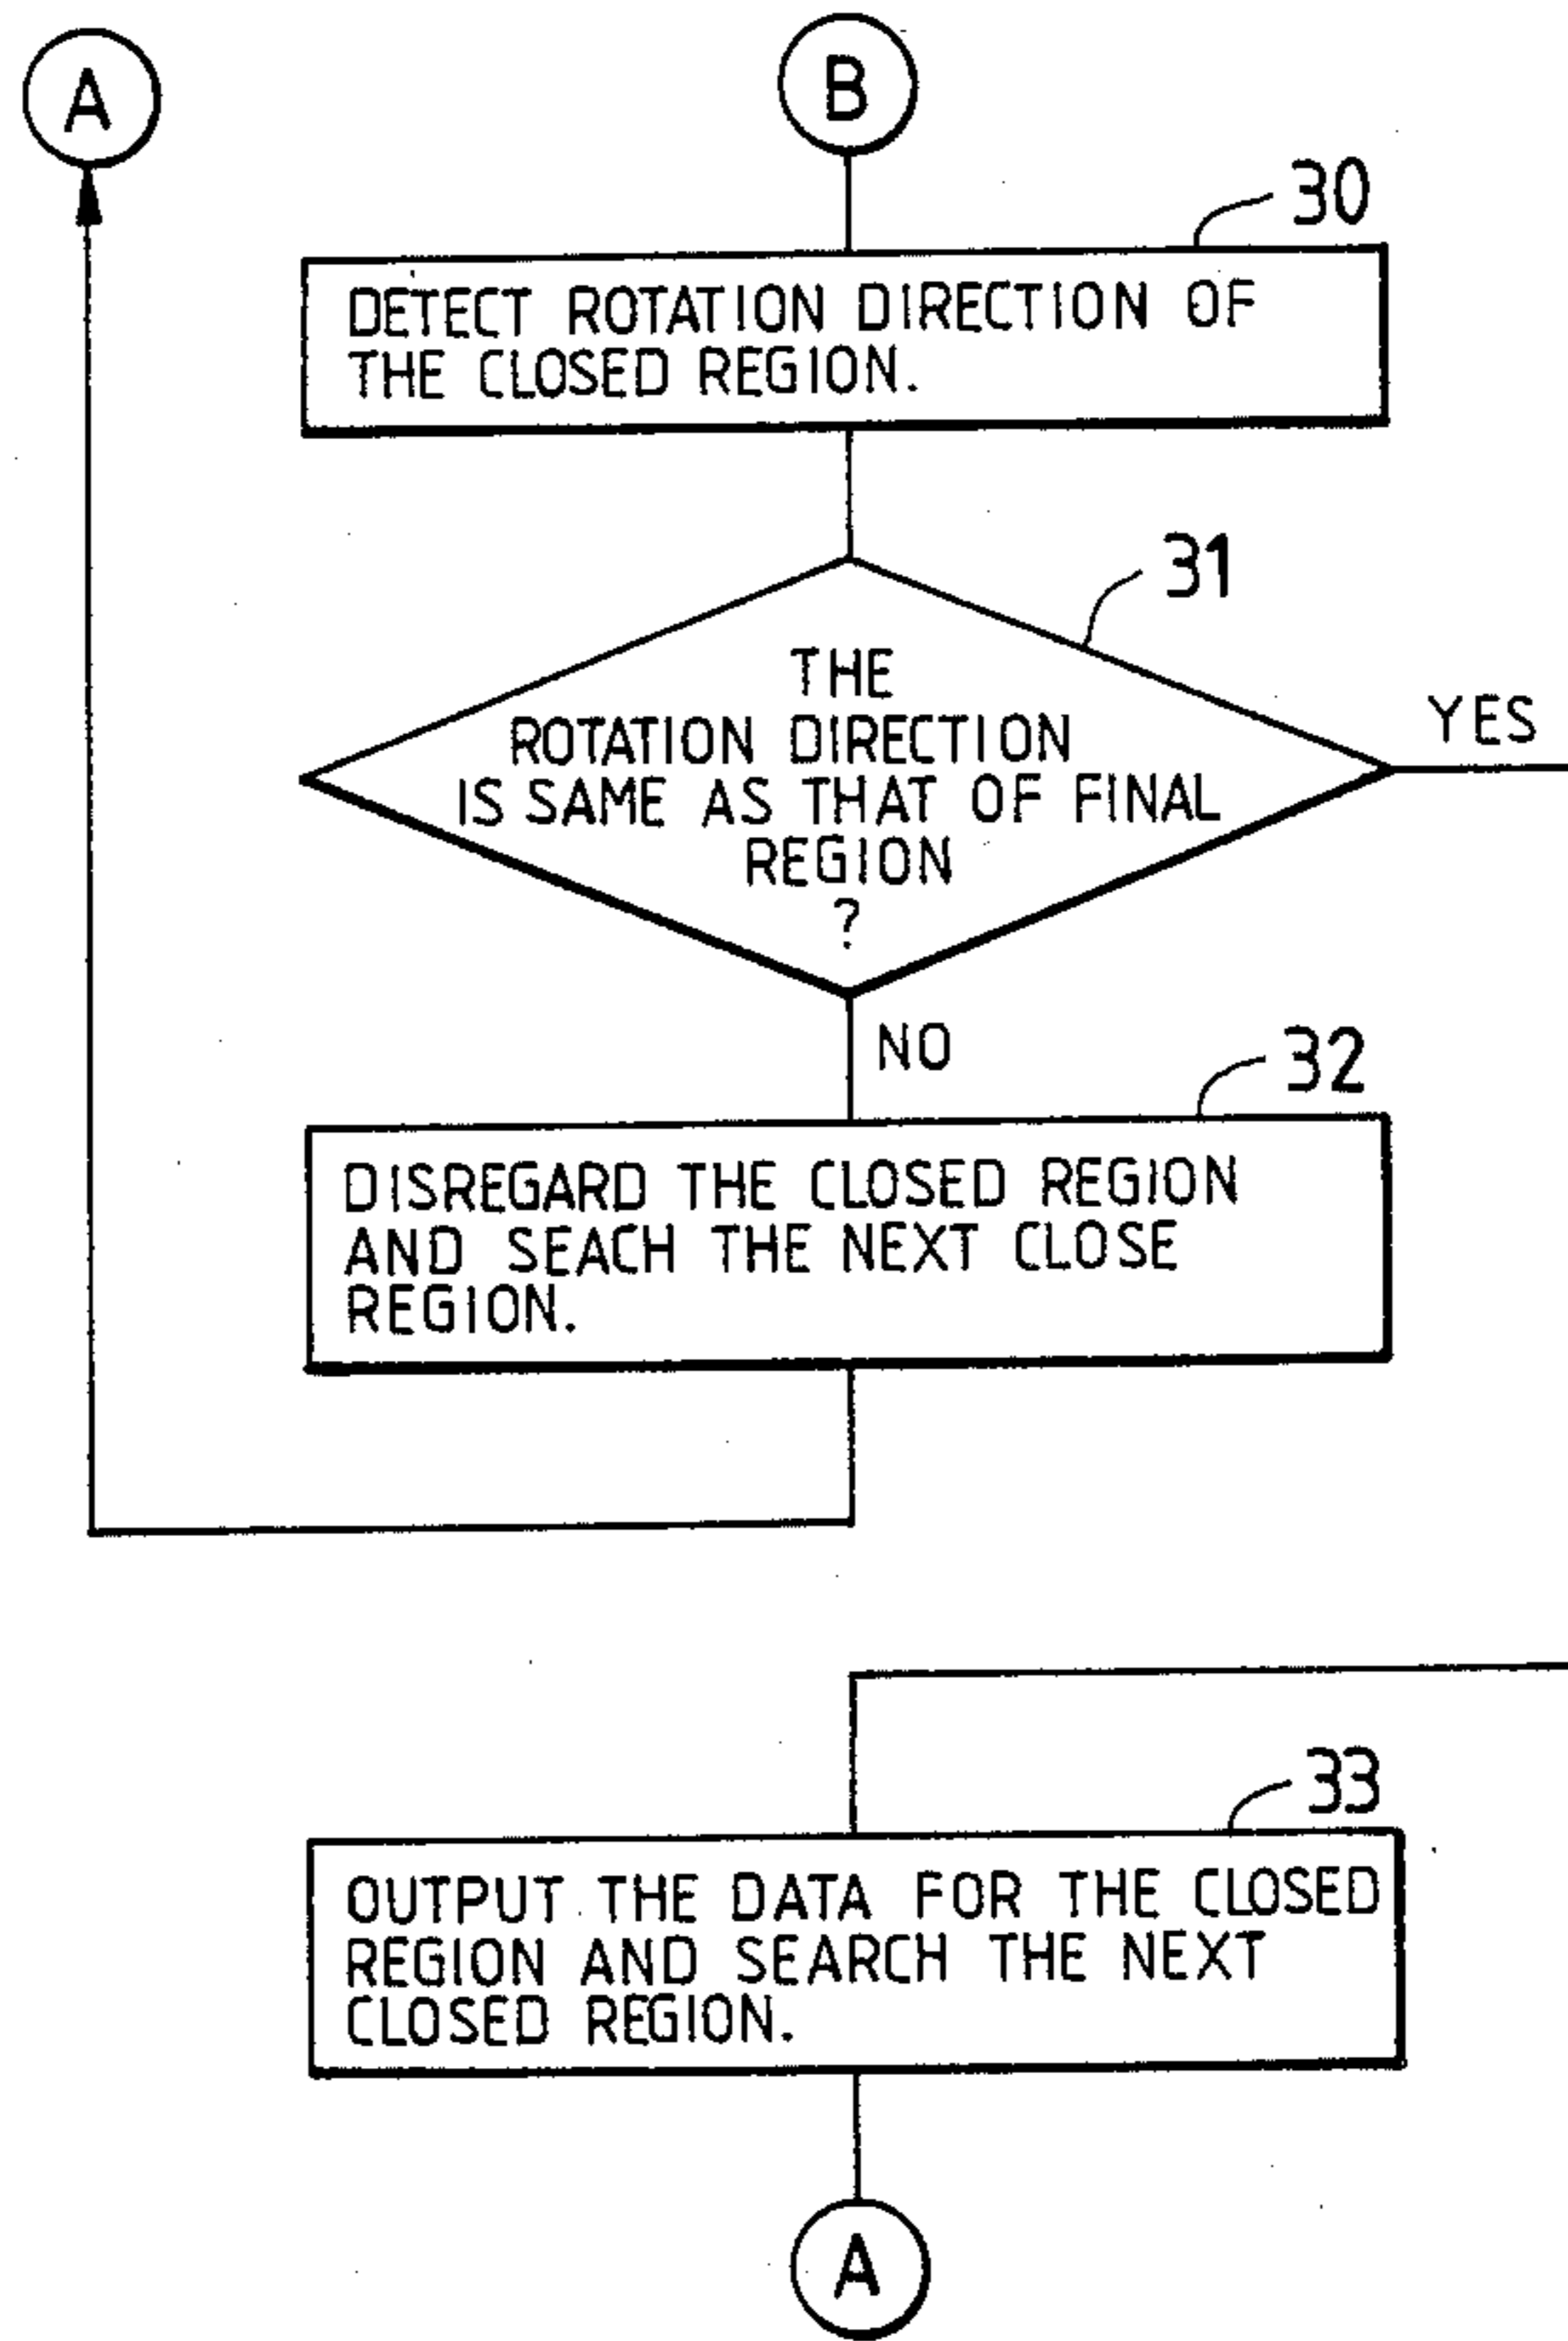 A
B
30
DETECT ROTATION DIRECTION OF
THE CLOSED REGION.
31
THE
ROTATION DIRECTION
IS SAME AS THAT OF FINAL
REGION
?
YES
NO
32
DISREGARD THE CLOSED REGION
AND SEACH THE NEXT CLOSE
REGION.
33
OUTPUT THE DATA FOR THE CLOSED
REGION AND SEARCH THE NEXT
CLOSED REGION.
A